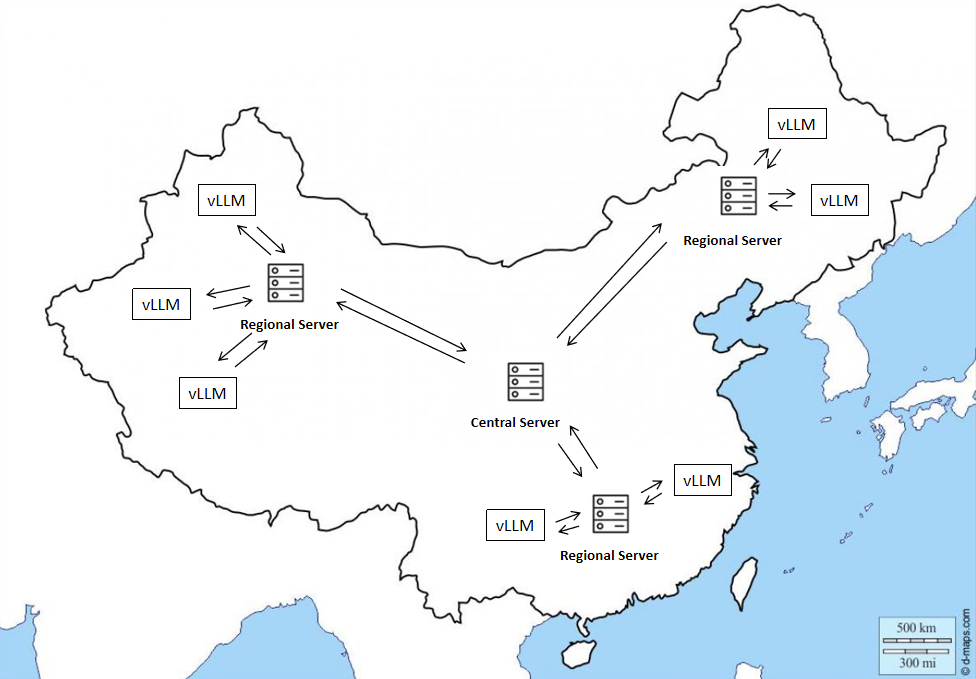 vLLM
vLLM
vLLM
Regional Server
vLLM
Regional Server
vLLM
Central Server
vLLM
vLLM
Regional Server
500 km
300 mi
© d-maps.com